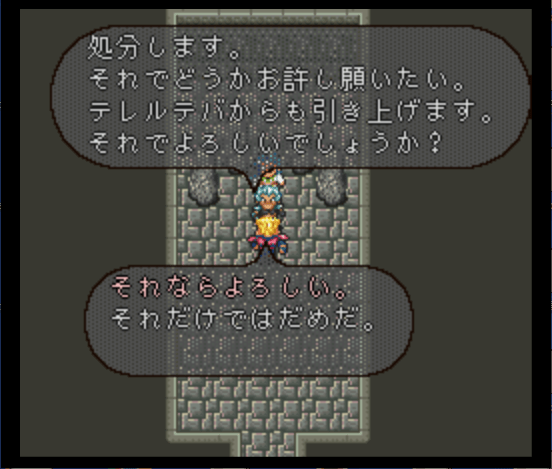 処分します。
それでどうかお許し願いたい。
テレルテバからも引き上げます。
それでよろしいでしょうか？
それならよろしい。
それだけではだめだ。